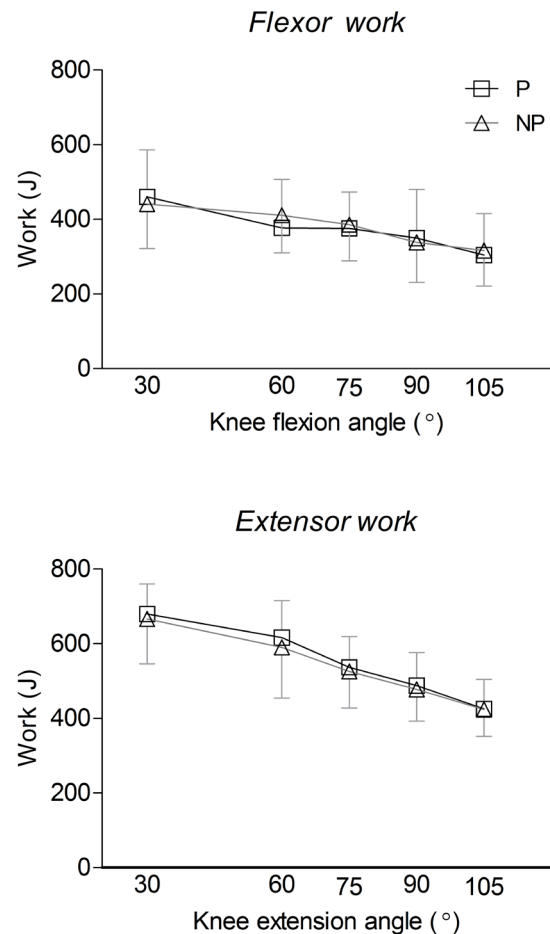 Flexor work
800
600
400
200
0
Work (J)
P
NP
30 60 75 90 105
Knee flexion angle (°)
Extensor work
800
600
400
200
0
Work (J)
30 60 75 90 105
Knee extension angle (°)